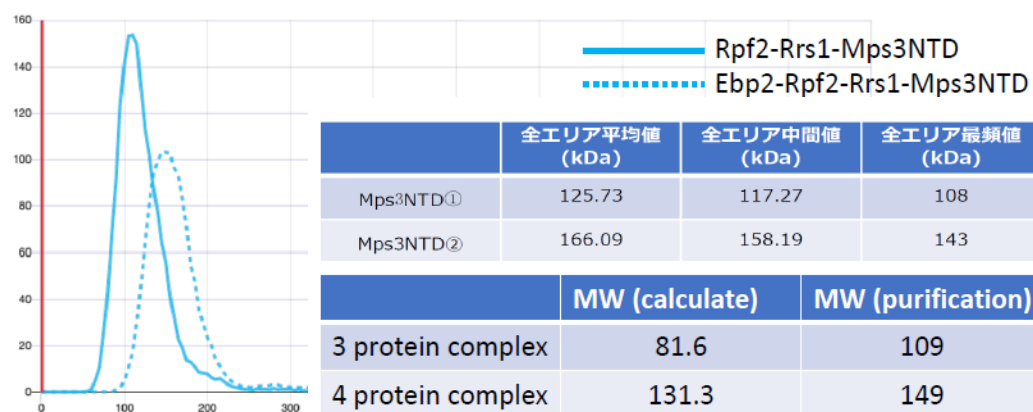 160
140
120
100
80
60
40
20
0
0 100 200 300
Rpf2-Rrs1-Mps3NTD
Ebp2-Rpf2-Rrs1-Mps3NTD
全エリア平均値 全エリア中間値 全エリア最頻値
(kDa) (kDa) (kDa)
Mps3NTD① 125.73 117.27 108
Mps3NTD② 166.09 158.19 143
MW (calculate) MW (purification)
3 protein complex 81.6 109
4 protein complex 131.3 149